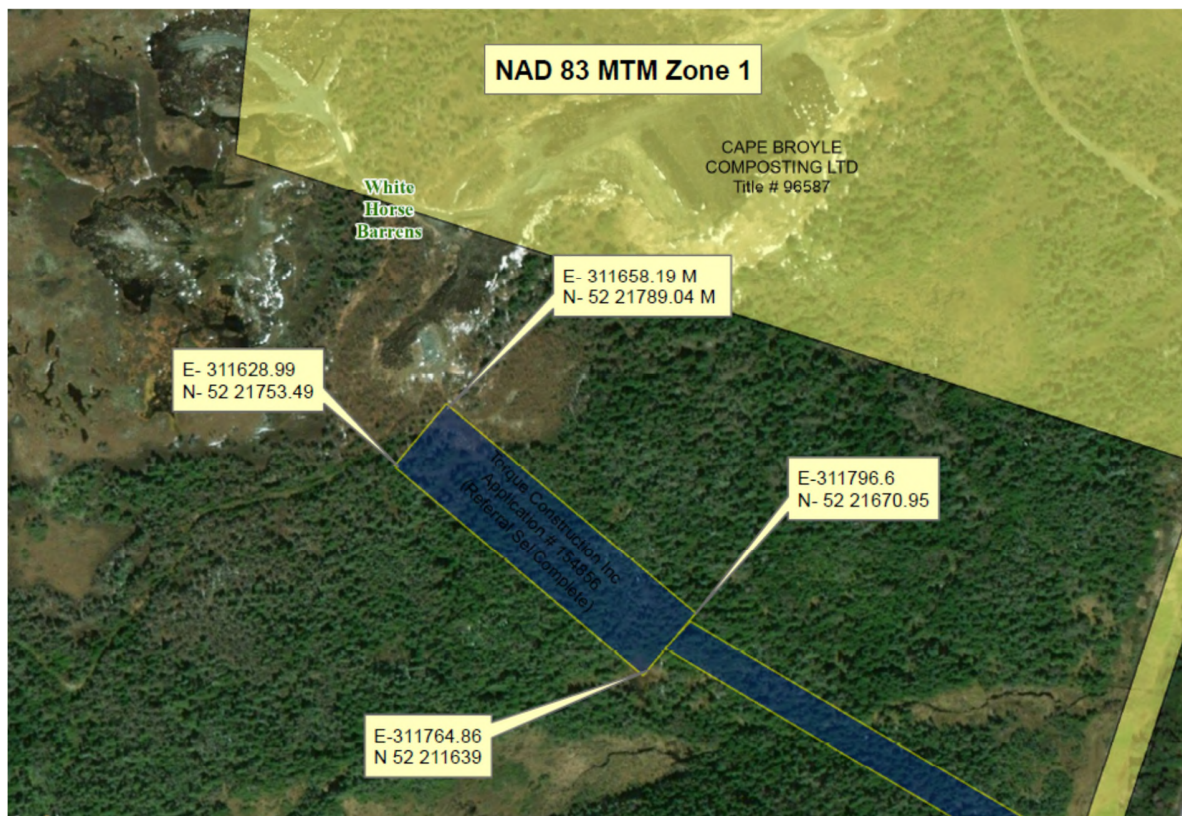 NAD 83 MTM Zone 1
CAPE BROYLE
COMPOSTING LTD
Title # 96587
White
Horse
Barrens
E- 311658.19 M
N- 52 21789.04 M
E- 311628.99
N- 52 21753.49
Torque Construction Inc
Application # 154856
(Referral Sel/Complete)
E-311796.6
N- 52 21670.95
E-311764.86
N 52 211639